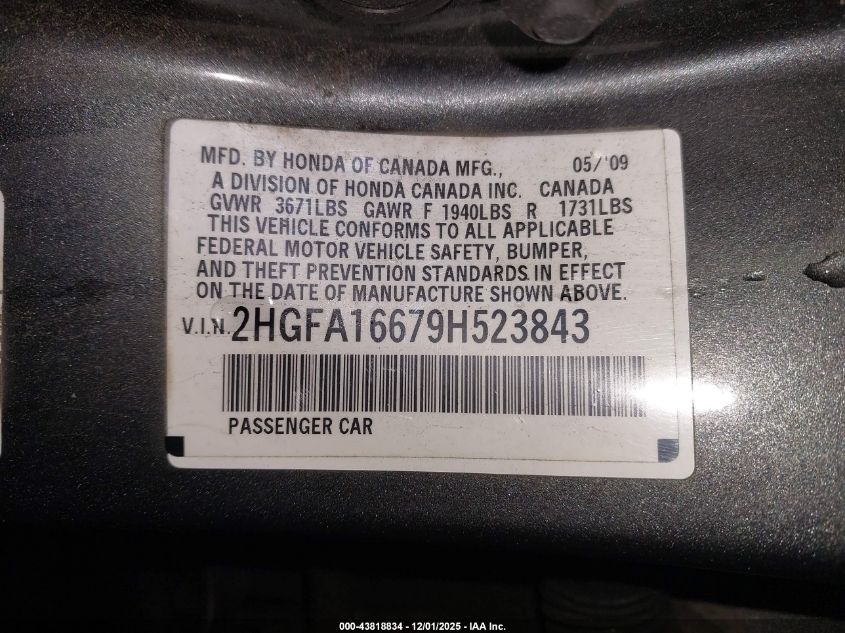 MFD. BY HONDA OF CANADA MFG., 05/'09
A DIVISION OF HONDA CANADA INC. CANADA
GVWR 3671LBS GAWR F 1940LBS R 1731LBS
THIS VEHICLE CONFORMS TO ALL APPLICABLE
FEDERAL MOTOR VEHICLE SAFETY, BUMPER,
AND THEFT PREVENTION STANDARDS IN EFFECT
ON THE DATE OF MANUFACTURE SHOWN ABOVE.
V.I.N. 2HGFA16679H523843
PASSENGER CAR
000-43818834 - 12/01/2025 - IAA Inc.